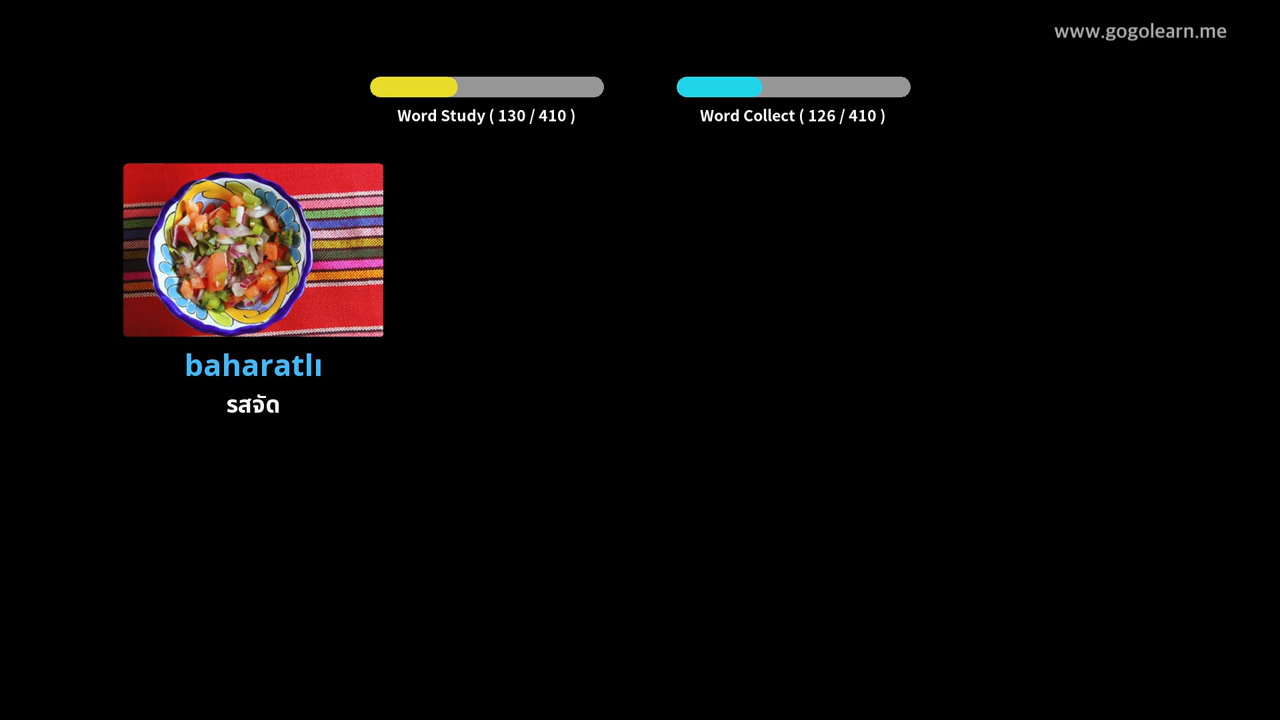 www.gogolearn.me
Word Study ( 130 / 410 )
Word Collect ( 126 / 410 )
baharatlı
รสจัด